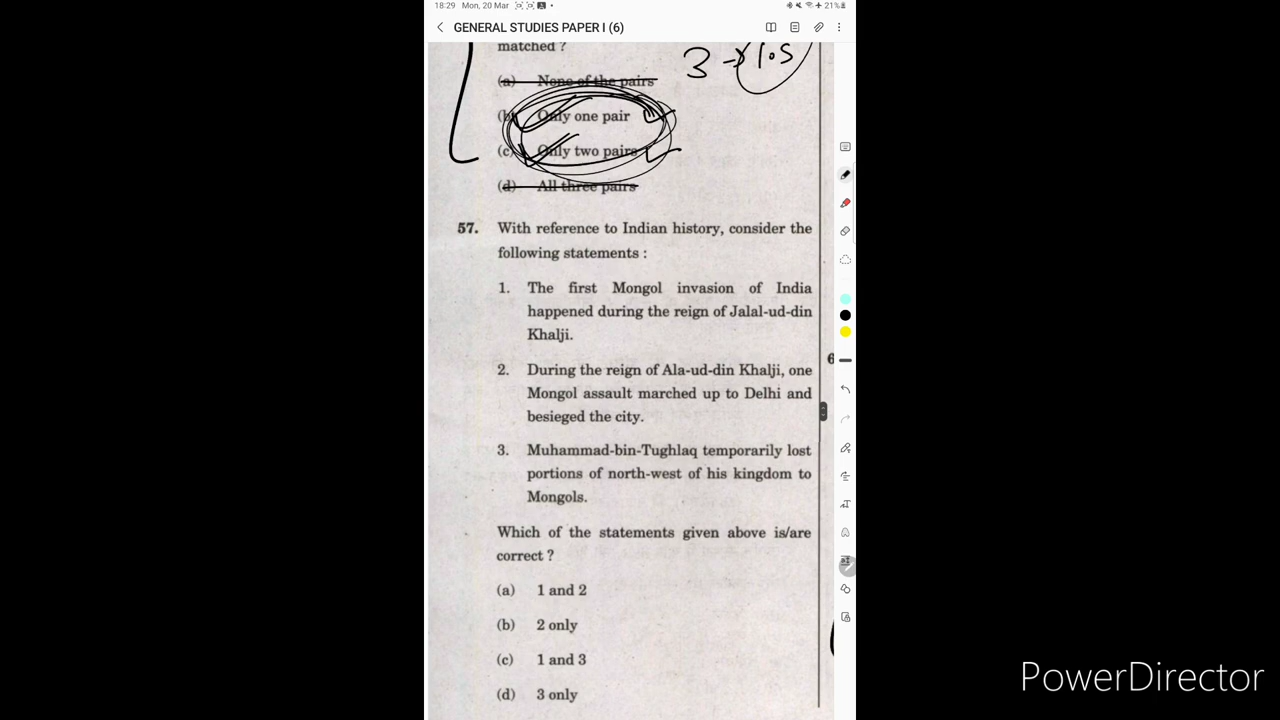 18:29 Mon, 20 Mar
21%
GENERAL STUDIES PAPER I (6)
matched ?
3
(a) None of the pairs
(b) Only one pair
(c) Only two pairs
(d) All three pairs
57. With reference to Indian history, consider the
following statements :
1. The first Mongol invasion of India
happened during the reign of Jalal-ud-din
Khalji.
2. During the reign of Ala-ud-din Khalji, one
Mongol assault marched up to Delhi and
besieged the city.
3. Muhammad-bin-Tughlaq temporarily lost
portions of north-west of his kingdom to
Mongols.
Which of the statements given above is/are
correct ?
(a) 1 and 2
(b) 2 only
(c) 1 and 3
(d) 3 only
6
PowerDirector